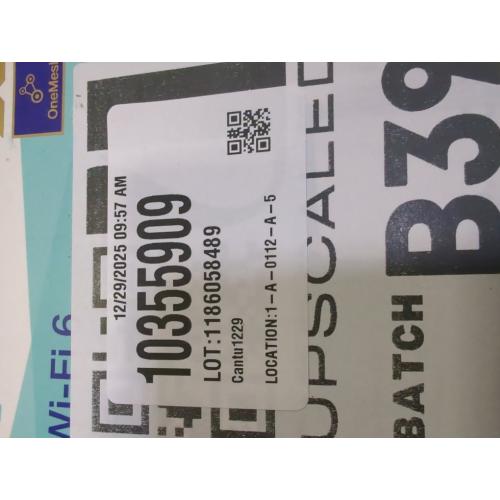 OneMesh
12/29/2025 09:57 AM
10355909
LOT:1186058489
Cantu1229
LOCATION:1-A-0112-A-5
UPSCALED
BATCH B39
Wi-Fi 6